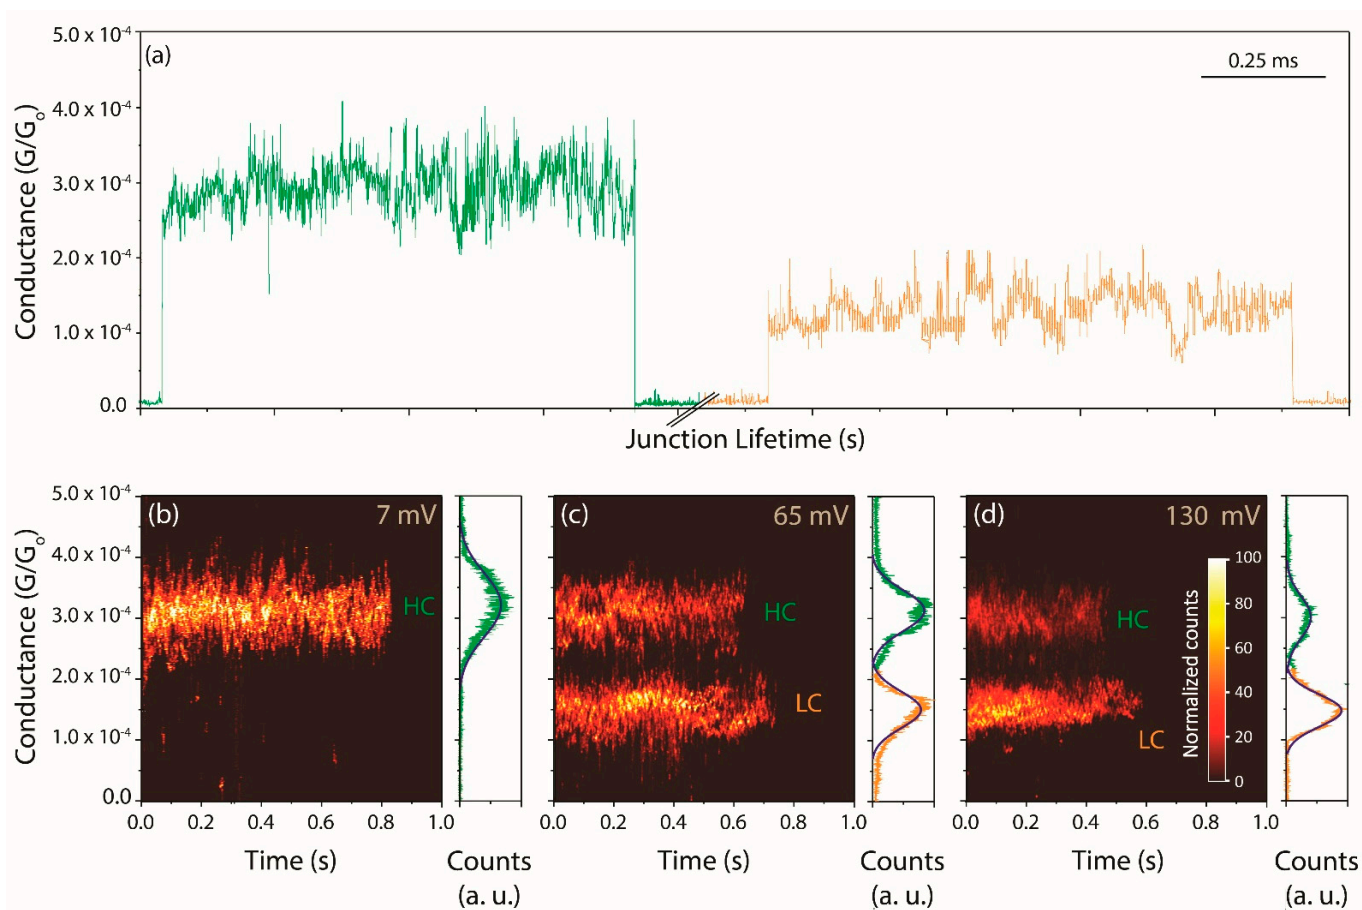 5.0 x 10⁻⁴
(a)
0.25 ms
4.0 x 10⁻⁴
3.0 x 10⁻⁴
2.0 x 10⁻⁴
1.0 x 10⁻⁴
0.0
Conductance (G/Gₒ)
Junction Lifetime (s)
5.0 x 10⁻⁴
(b) 7 mV
(c) 65 mV
(d) 130 mV
4.0 x 10⁻⁴
3.0 x 10⁻⁴
2.0 x 10⁻⁴
1.0 x 10⁻⁴
0.0
Conductance (G/Gₒ)
HC
HC
LC
HC
LC
100
80
60
40
20
0
Normalized counts
0.0 0.2 0.4 0.6 0.8 1.0
0.0 0.2 0.4 0.6 0.8 1.0
0.0 0.2 0.4 0.6 0.8 1.0
Time (s)
Counts
(a. u.)
Time (s)
Counts
(a. u.)
Time (s)
Counts
(a. u.)